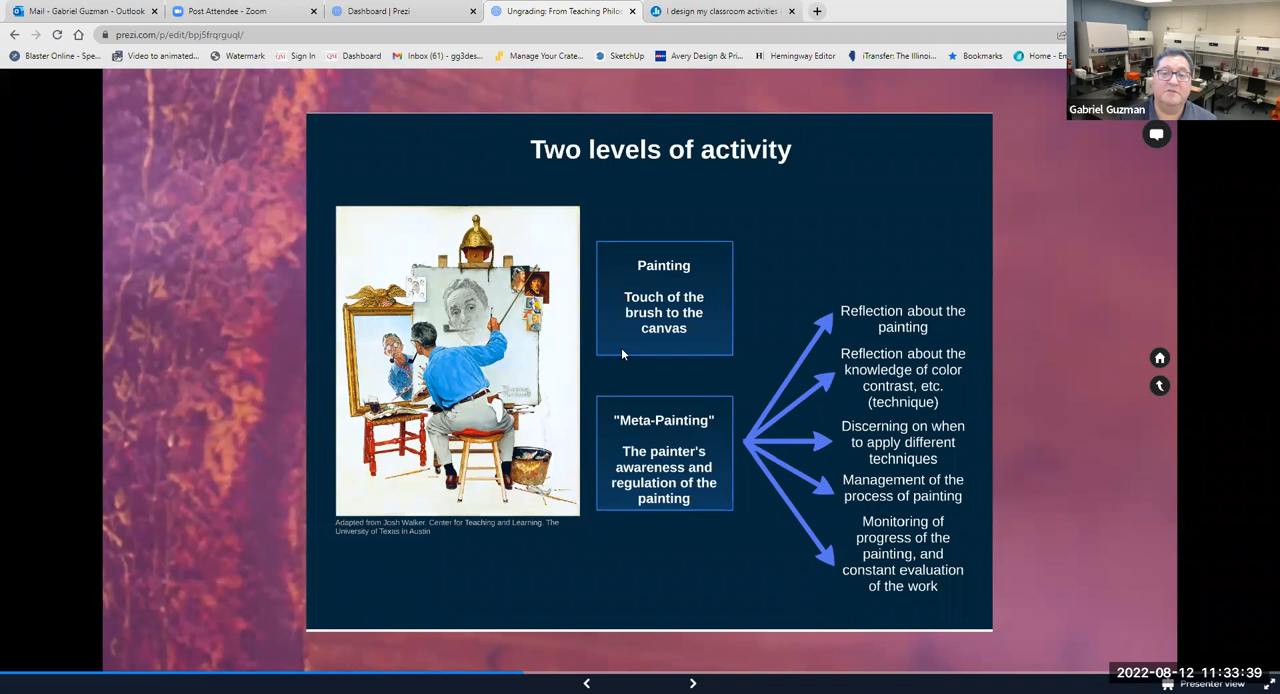 Mail - Gabriel Guzman - Outlook
Post Attendee - Zoom
Dashboard | Prezi
Ungrading: From Teaching Philos
I design my classroom activities
prezi.com/p/edit/bpj5frqrguql/
Blaster Online - Spe...
Video to animated...
Watermark
Sign In
Dashboard
Inbox (61) - gg3des...
Manage Your Crate...
SketchUp
Avery Design & Pri...
Hemingway Editor
iTransfer: The Illinoi...
Bookmarks
Home - En
Gabriel Guzman
Two levels of activity
Painting
Touch of the
brush to the
canvas
"Meta-Painting"
The painter's
awareness and
regulation of the
painting
Reflection about the
painting
Reflection about the
knowledge of color
contrast, etc.
(technique)
Discerning on when
to apply different
techniques
Management of the
process of painting
Monitoring of
progress of the
painting, and
constant evaluation
of the work
Adapted from Josh Walker. Center for Teaching and Learning. The
University of Texas in Austin
2022-08-12 11:33:39
Presenter view